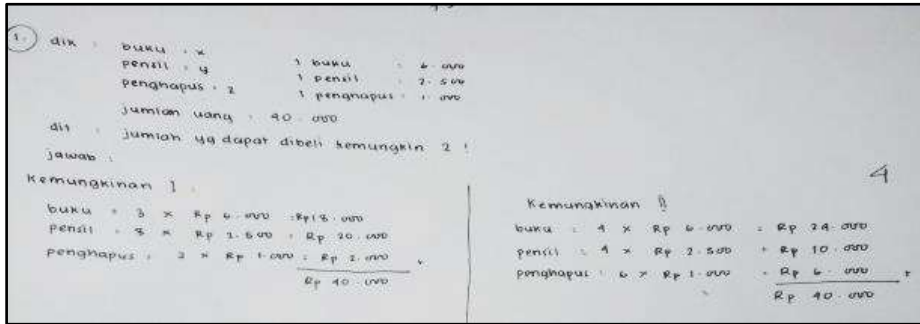 1. dik : buku : x
pensil : y
penghapus : z
1 buku : 6.000
1 pensil : 2.500
1 penghapus : 1.000
jumlah uang : 40.000
dit : jumlah yg dapat dibeli kemungkin 2 !
jawab :
4
Kemungkinan I
buku = 3 x Rp 6.000 : Rp 18.000
pensil = 8 x Rp 2.500 : Rp 20.000
penghapus : 2 x Rp 1.000 : Rp 2.000 +
Rp 40.000
Kemungkinan II
buku : 4 x Rp 6.000 : Rp 24.000
pensil : 4 x Rp 2.500 : Rp 10.000
penghapus : 6 x Rp 1.000 : Rp 6.000 +
Rp 40.000